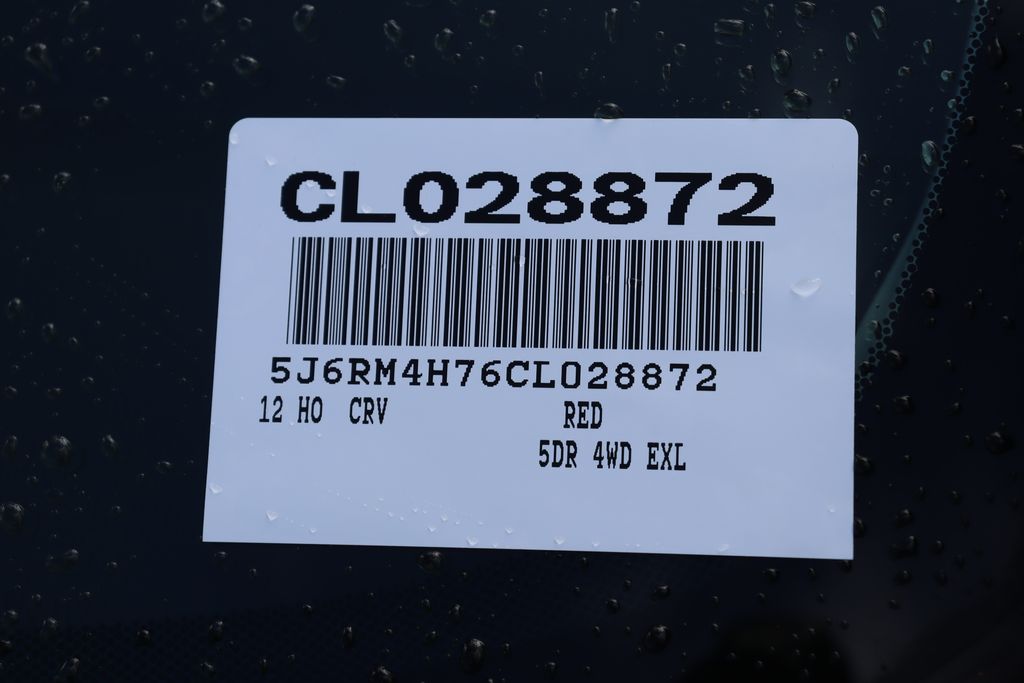 CL028872
5J6RM4H76CL028872
12 HO CRV RED
5DR 4WD EXL